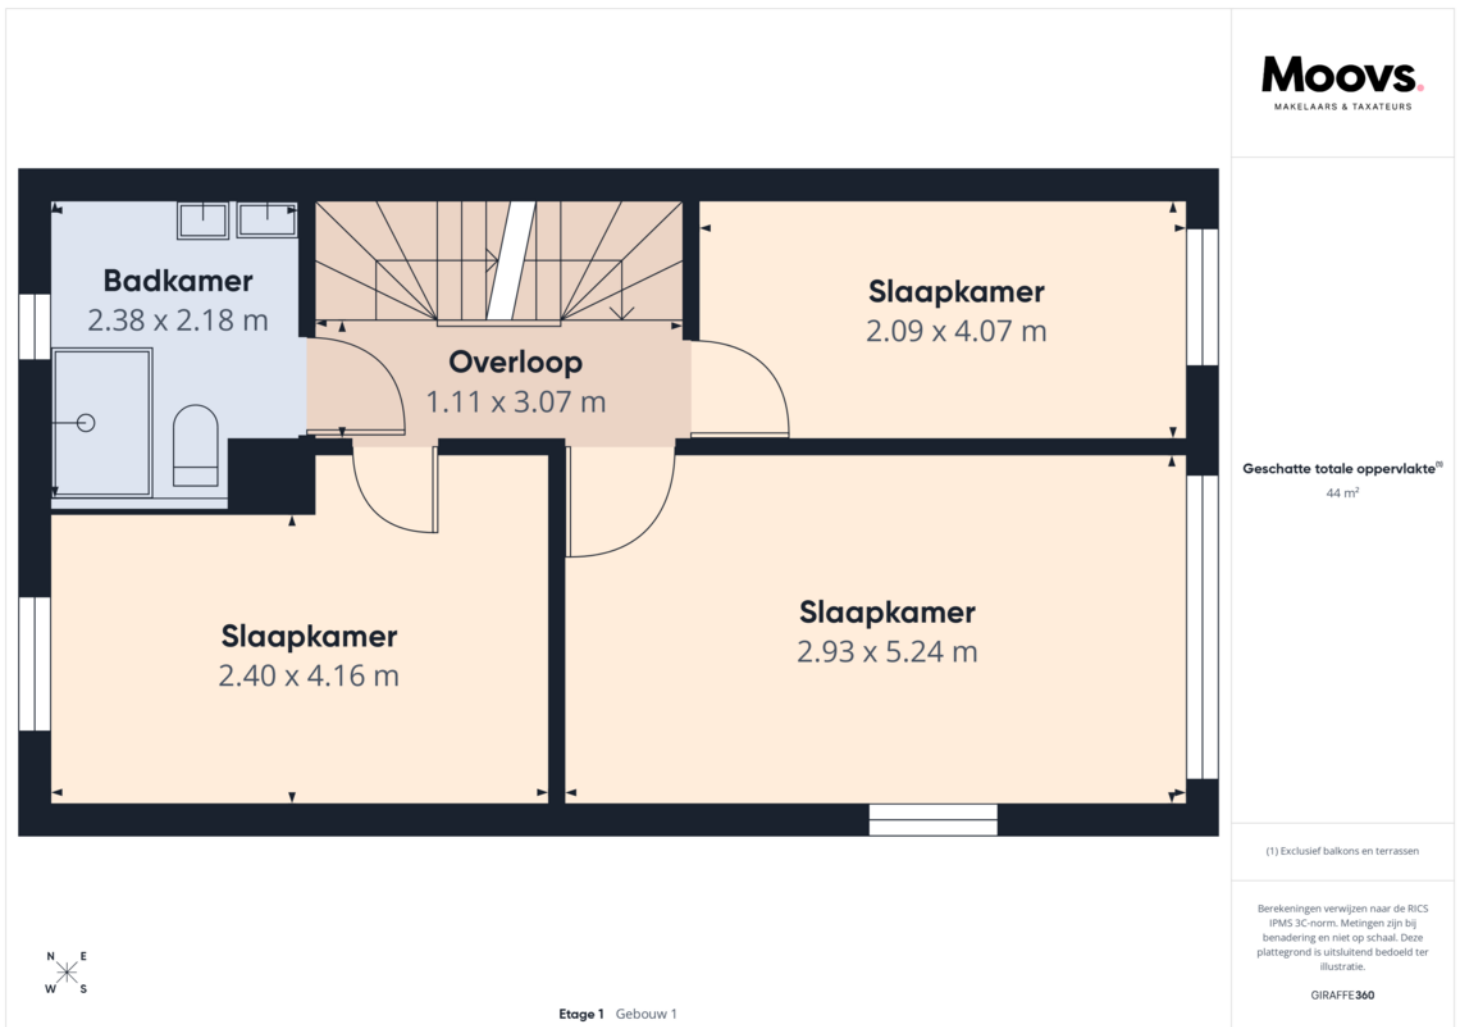 Moovs.
MAKELAARS & TAXATEURS
Badkamer
2.38 x 2.18 m
Overloop
1.11 x 3.07 m
Slaapkamer
2.09 x 4.07 m
Slaapkamer
2.40 x 4.16 m
Slaapkamer
2.93 x 5.24 m
Geschatte totale oppervlakte(1)
44 m²
(1) Exclusief balkons en terrassen
Berekeningen verwijzen naar de RICS
IPMS 3C-norm. Metingen zijn bij
benadering en niet op schaal. Deze
plattegrond is uitsluitend bedoeld ter
illustratie.
GIRAFFE360
N E
W S
Etage 1 Gebouw 1